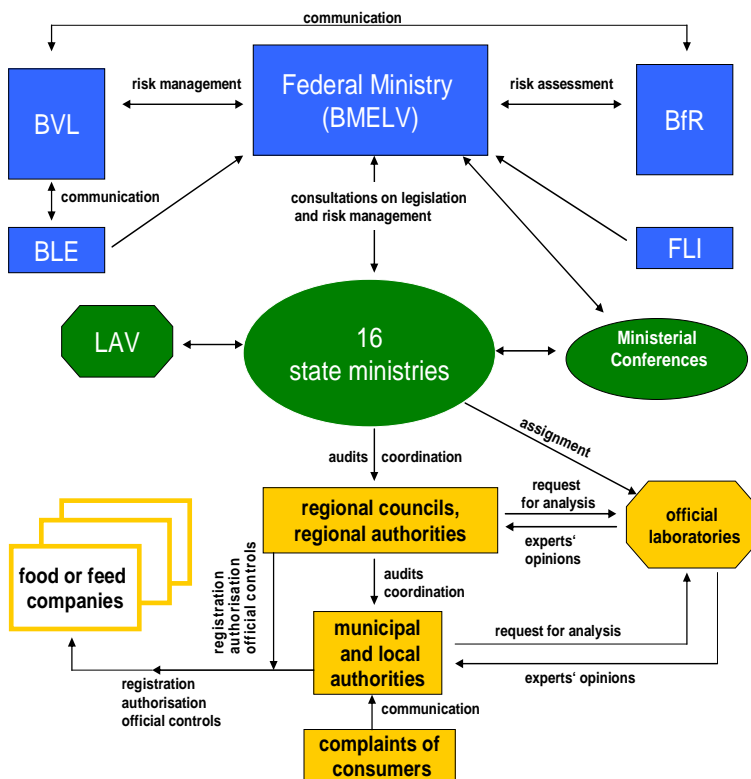 communication
risk management
Federal Ministry
(BMELV)
risk assessment
BVL
BfR
communication
consultations on legislation
and risk management
BLE
FLI
LAV
16
state ministries
Ministerial
Conferences
assignment
audits
coordination
regional councils,
regional authorities
request
for analysis
experts‘
opinions
official
laboratories
food or feed
companies
registration
authorisation
official controls
audits
coordination
municipal
and local
authorities
request for analysis
experts‘ opinions
registration
authorisation
official controls
communication
complaints of
consumers